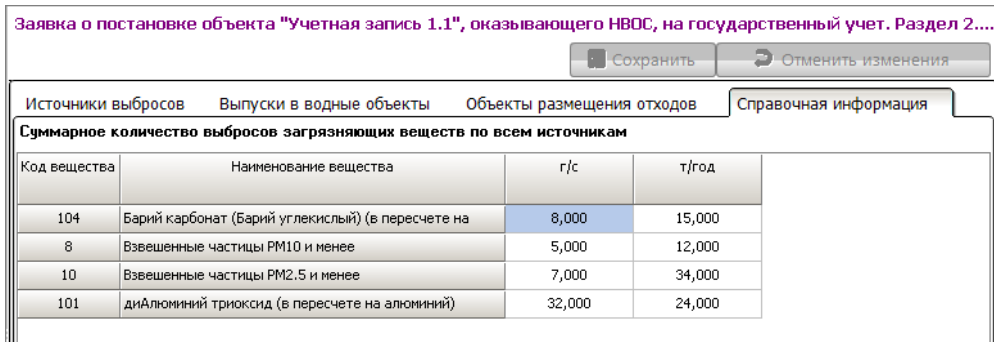 Заявка о постановке объекта "Учетная запись 1.1", оказывающего НВОС, на государственный учет. Раздел 2....
Сохранить Отменить изменения
Источники выбросов Выпуски в водные объекты Объекты размещения отходов Справочная информация
Суммарное количество выбросов загрязняющих веществ по всем источникам
Код вещества Наименование вещества г/с т/год
104 Барий карбонат (Барий углекислый) (в пересчете на 8,000 15,000
8 Взвешенные частицы PM10 и менее 5,000 12,000
10 Взвешенные частицы PM2.5 и менее 7,000 34,000
101 диАлюминий триоксид (в пересчете на алюминий) 32,000 24,000